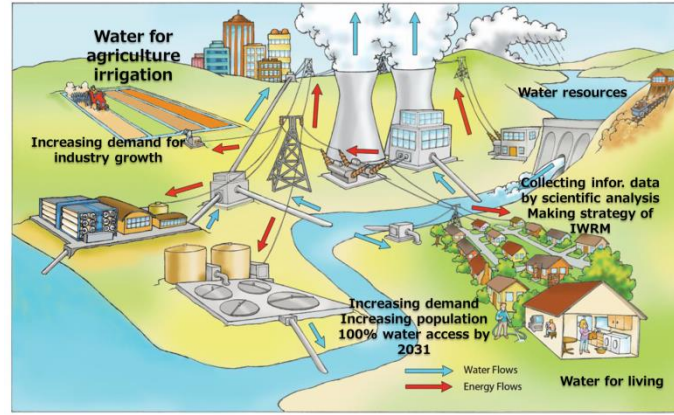 Water for
agriculture
irrigation
Water resources
Increasing demand for
industry growth
Collecting infor. data
by scientific analysis
Making strategy of
IWRM
Increasing demand
Increasing population
100% water access by
2031
Water Flows
Energy Flows
Water for living